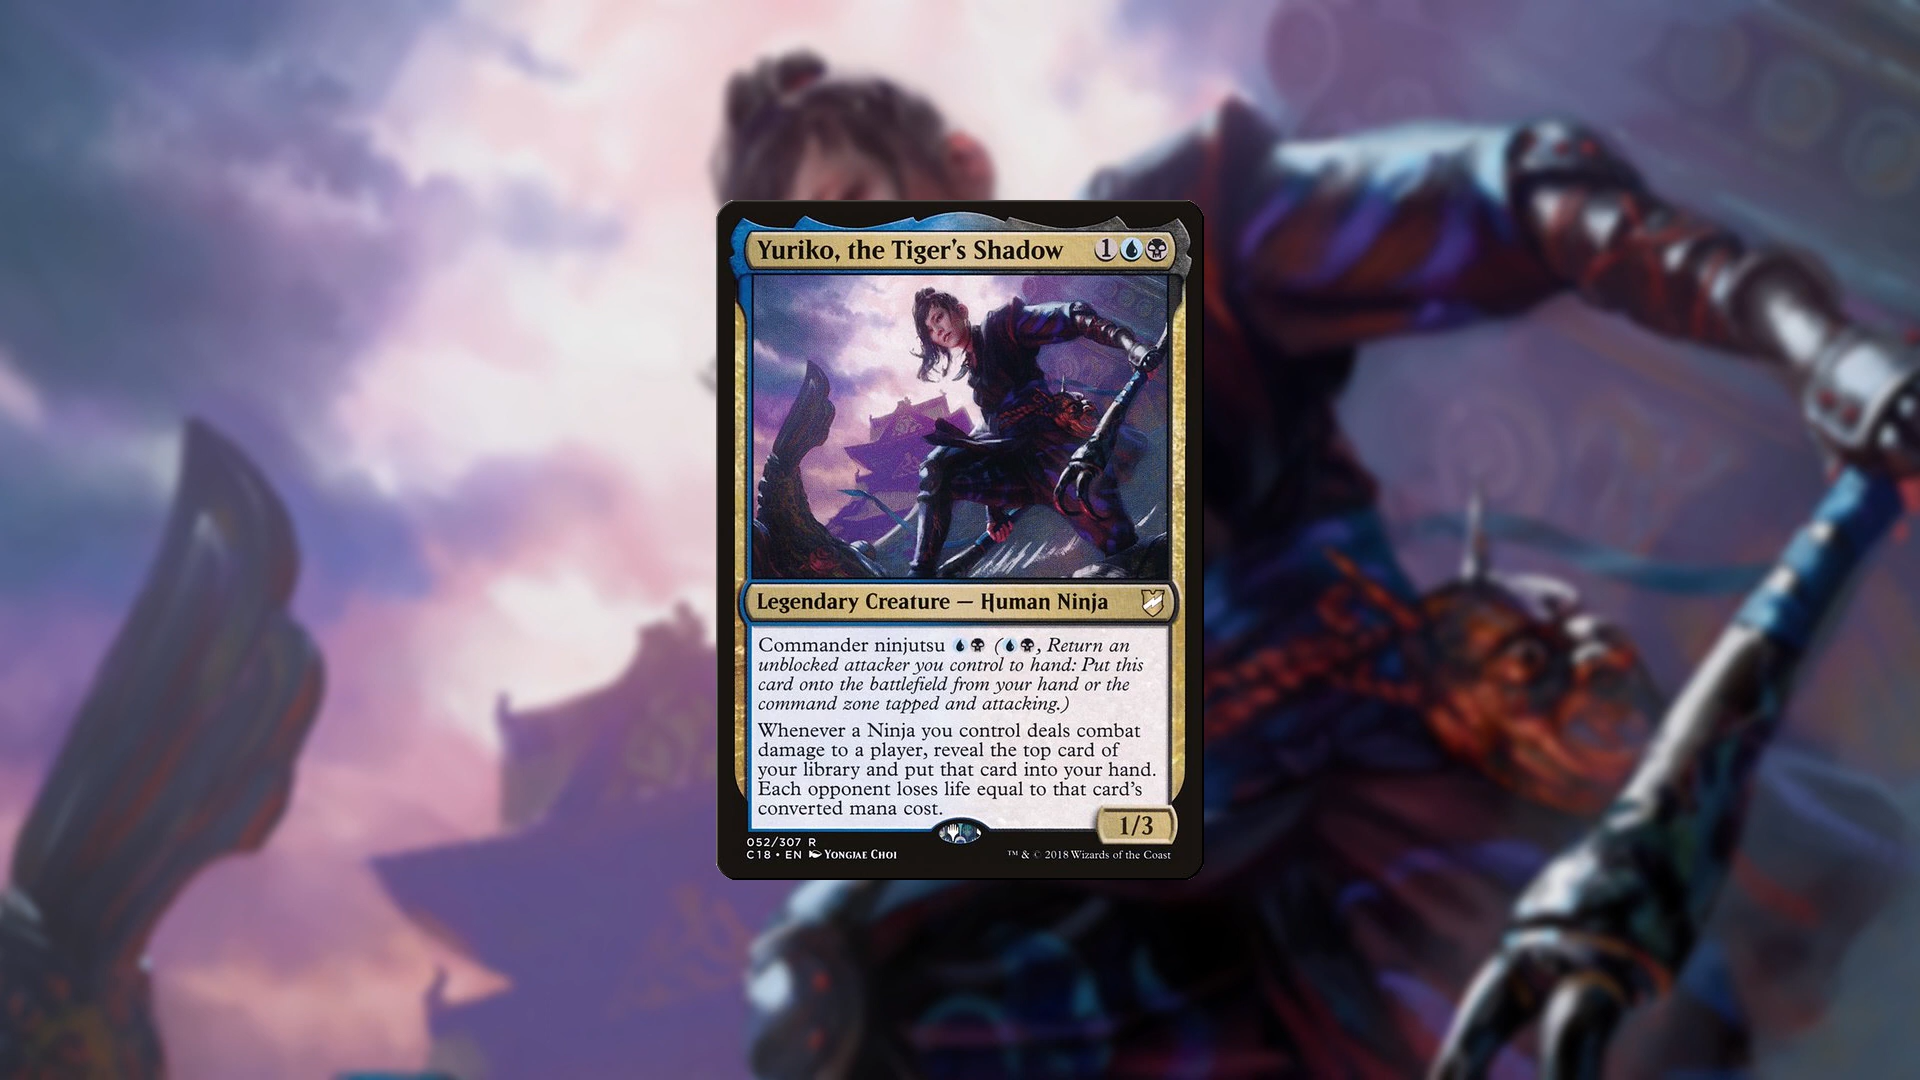 Yuriko, the Tiger's Shadow 1
Legendary Creature — Human Ninja
Commander ninjutsu (, Return an
unblocked attacker you control to hand: Put this
card onto the battlefield from your hand or the
command zone tapped and attacking.)
Whenever a Ninja you control deals combat
damage to a player, reveal the top card of
your library and put that card into your hand.
Each opponent loses life equal to that card's
converted mana cost.
1/3
052/307 R
C18 • EN Yongjae Choi
™ & © 2018 Wizards of the Coast